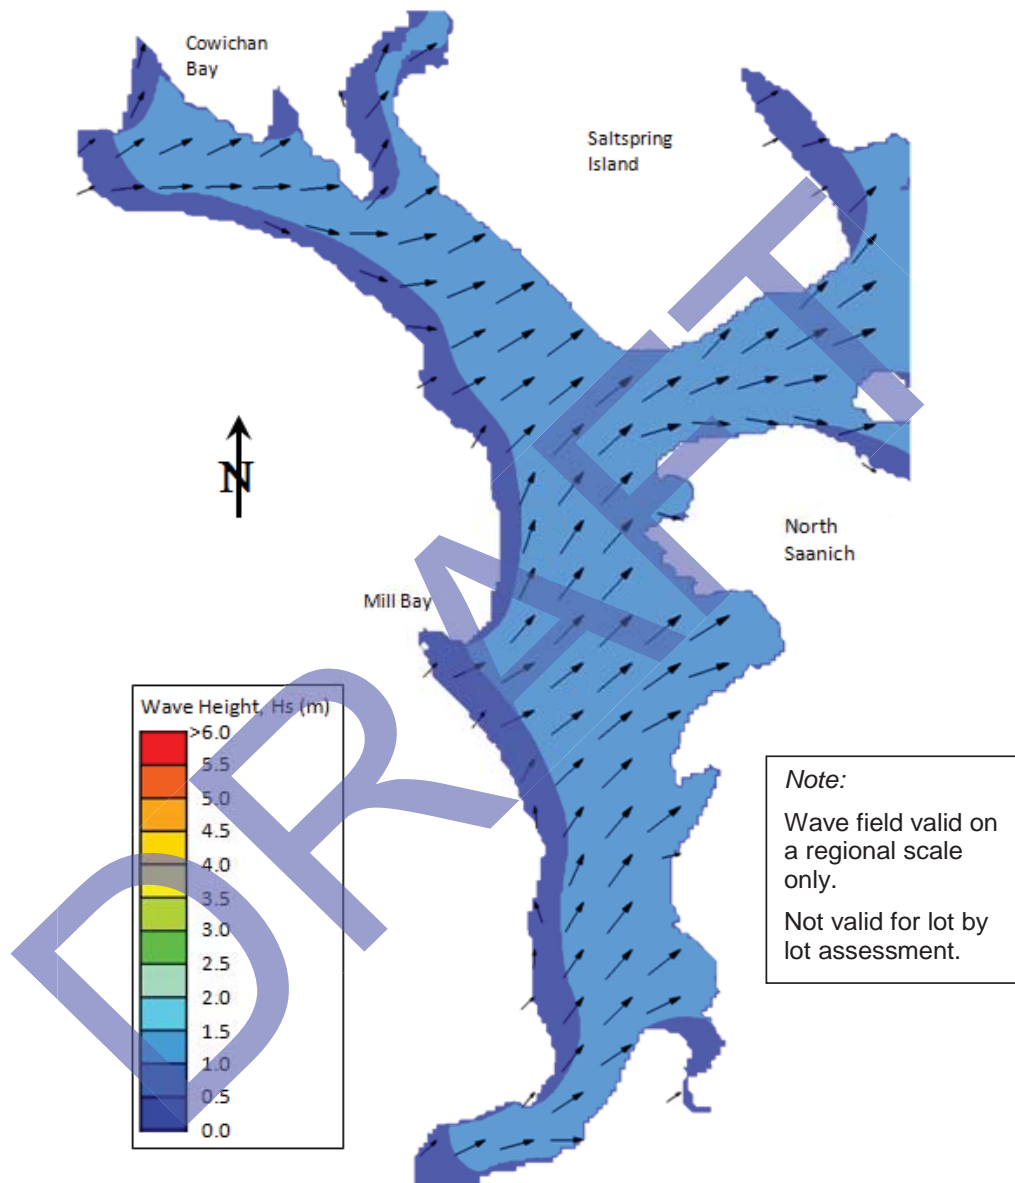 Cowichan
Bay
Saltspring
Island
N
North
Saanich
Mill Bay
Wave Height, Hs (m)
>6.0
5.5
5.0
4.5
4.0
3.5
3.0
2.5
2.0
1.5
1.0
0.5
0.0
Note:
Wave field valid on
a regional scale
only.
Not valid for lot by
lot assessment.
DRAFT